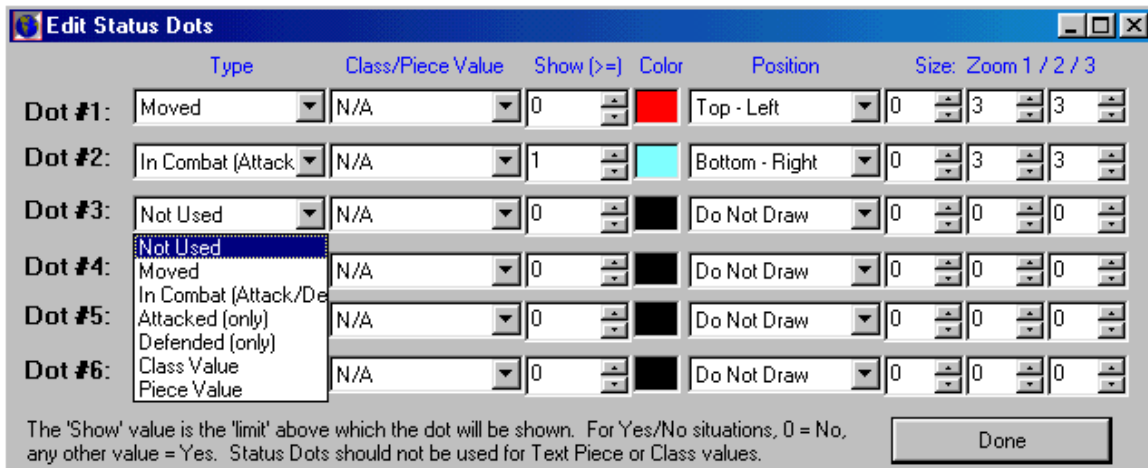 Edit Status Dots
Type Class/Piece Value Show (>=) Color Position Size: Zoom 1 / 2 / 3
Dot #1: Moved N/A 0 Top - Left 0 3 3
Dot #2: In Combat (Attack N/A 1 Bottom - Right 0 3 3
Dot #3: Not Used N/A 0 Do Not Draw 0 0 0
Not Used
Dot #4: Moved N/A 0 Do Not Draw 0 0 0
In Combat (Attack/De
Dot #5: Attacked (only) N/A 0 Do Not Draw 0 0 0
Defended (only)
Dot #6: Class Value N/A 0 Do Not Draw 0 0 0
Piece Value
The 'Show' value is the 'limit' above which the dot will be shown. For Yes/No situations, 0 = No,
any other value = Yes. Status Dots should not be used for Text Piece or Class values.
Done